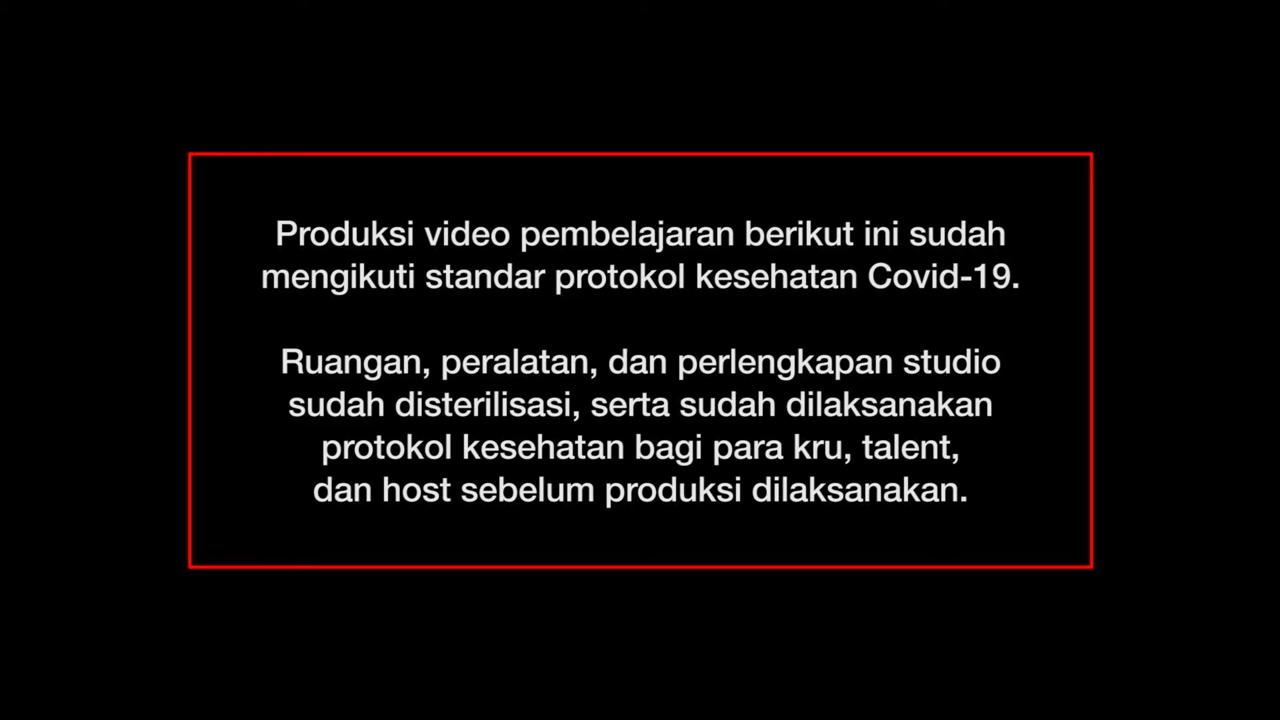 Produksi video pembelajaran berikut ini sudah
mengikuti standar protokol kesehatan Covid-19.
Ruangan, peralatan, dan perlengkapan studio
sudah disterilisasi, serta sudah dilaksanakan
protokol kesehatan bagi para kru, talent,
dan host sebelum produksi dilaksanakan.